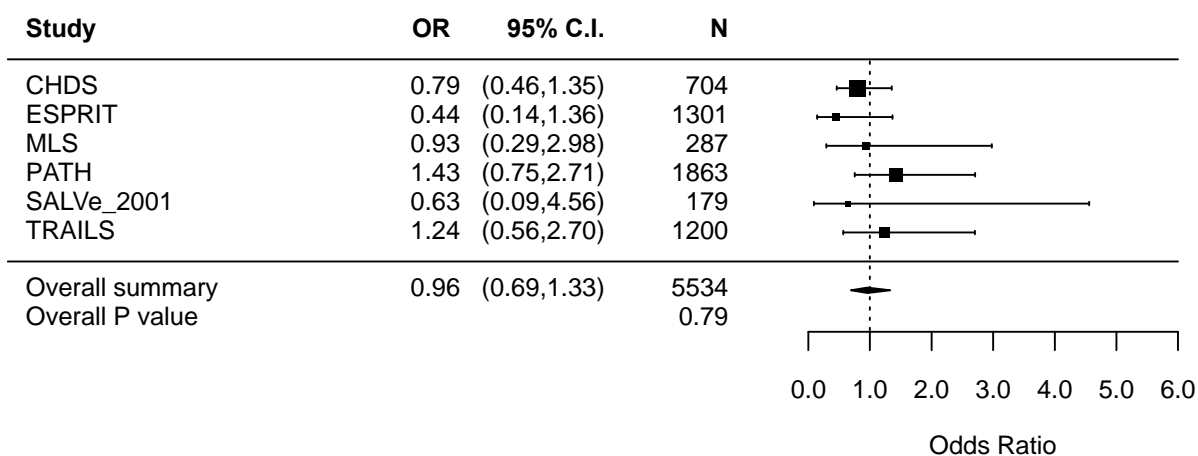 Study OR 95% C.I. N
CHDS 0.79 (0.46,1.35) 704
ESPRIT 0.44 (0.14,1.36) 1301
MLS 0.93 (0.29,2.98) 287
PATH 1.43 (0.75,2.71) 1863
SALVe_2001 0.63 (0.09,4.56) 179
TRAILS 1.24 (0.56,2.70) 1200
Overall summary 0.96 (0.69,1.33) 5534
Overall P value 0.79
0.0 1.0 2.0 3.0 4.0 5.0 6.0
Odds Ratio